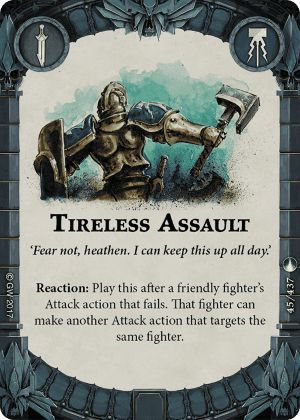 TIRELESS ASSAULT
‘Fear not, heathen. I can keep this up all day.’
Reaction: Play this after a friendly fighter’s
Attack action that fails. That fighter can
make another Attack action that targets the
same fighter.
© GW 2017
45/437